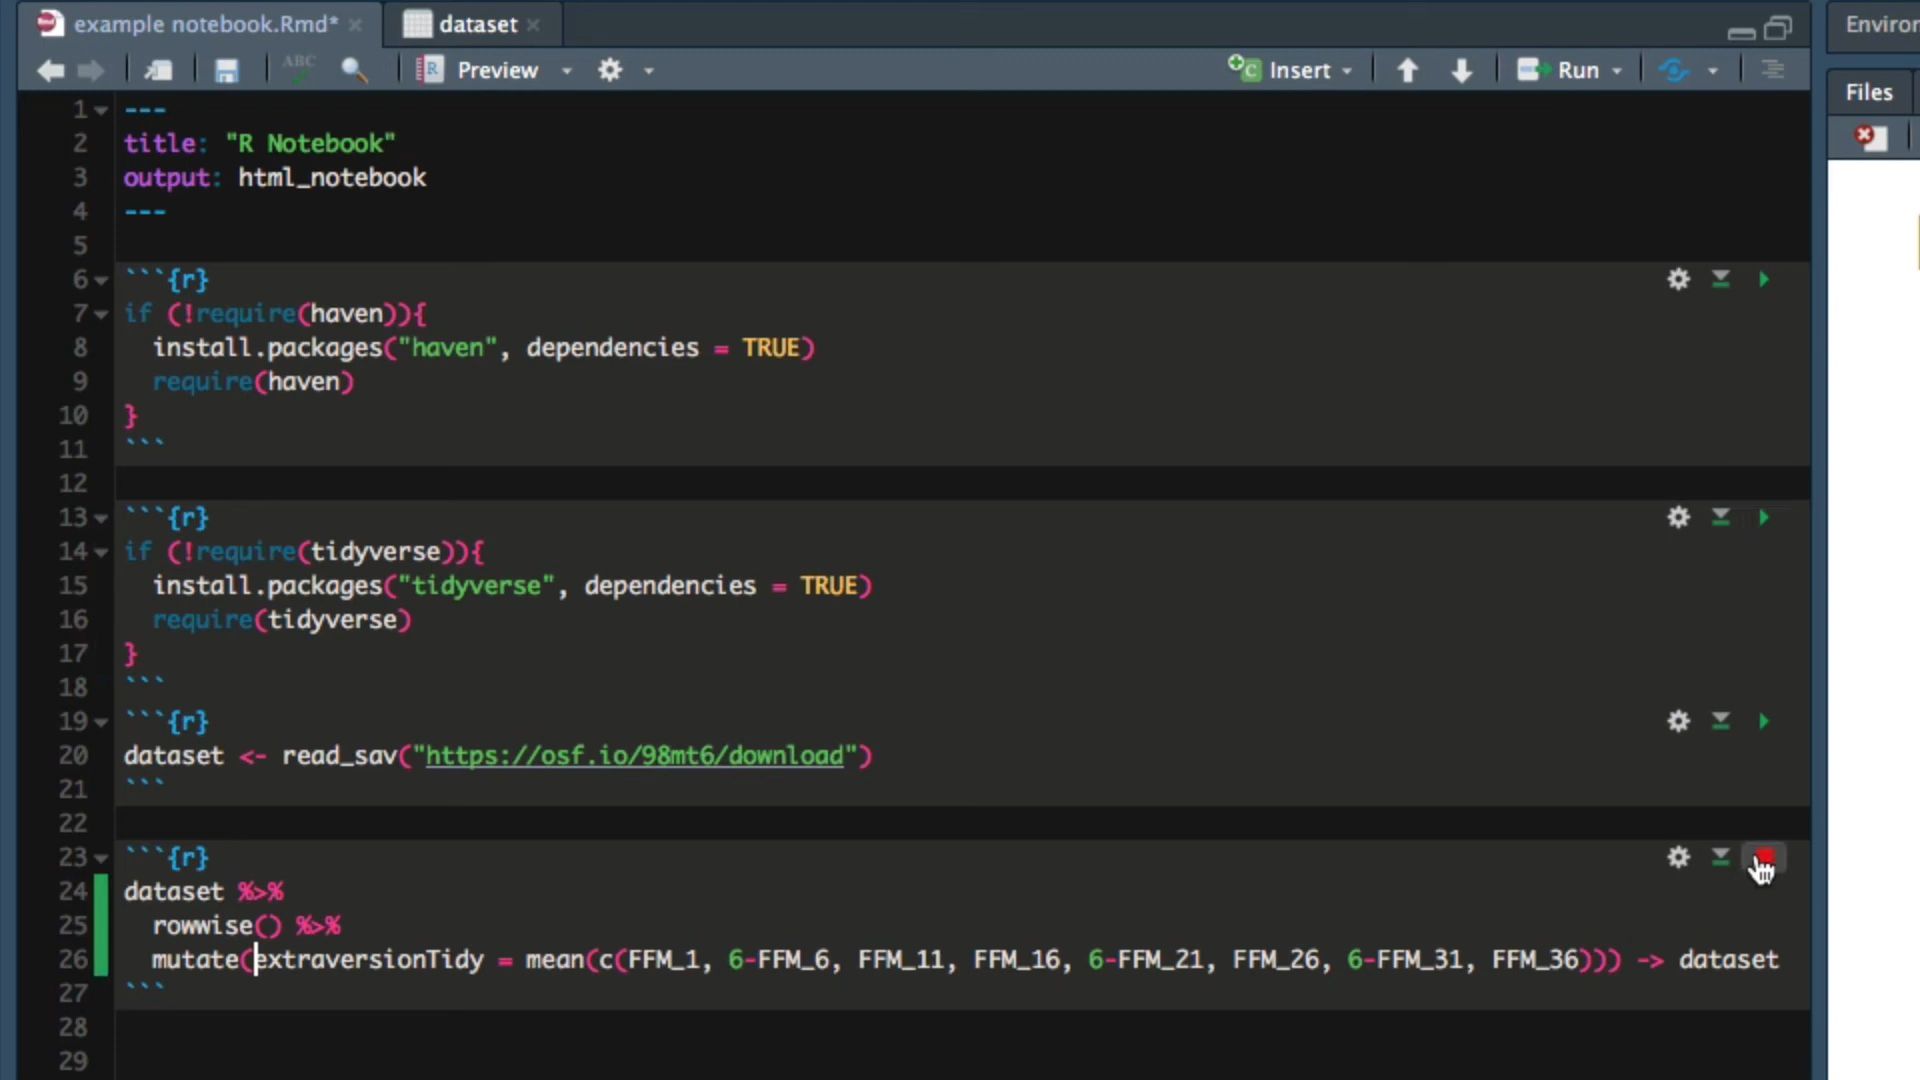 example notebook.Rmd*
dataset
Environ
ABC
Preview
Insert
Run
Files
1 ---
2 title: "R Notebook"
3 output: html_notebook
4 ---
5
6 ```{r}
7 if (!require(haven)){
8 install.packages("haven", dependencies = TRUE)
9 require(haven)
10 }
11 ```
12
13 ```{r}
14 if (!require(tidyverse)){
15 install.packages("tidyverse", dependencies = TRUE)
16 require(tidyverse)
17 }
18 ```
19 ```{r}
20 dataset <- read_sav("https://osf.io/98mt6/download")
21 ```
22
23 ```{r}
24 dataset %>%
25 rowwise() %>%
26 mutate(extraversionTidy = mean(c(FFM_1, 6-FFM_6, FFM_11, FFM_16, 6-FFM_21, FFM_26, 6-FFM_31, FFM_36))) -> dataset
27 ```
28
29